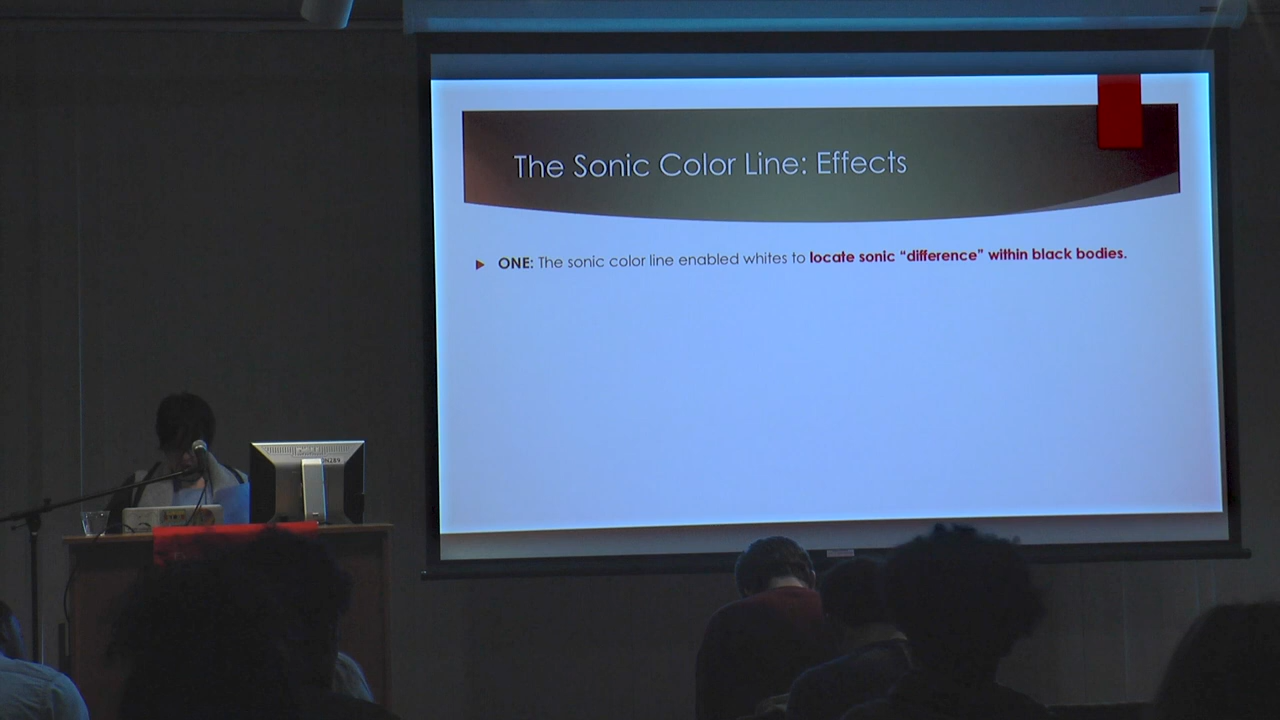 The Sonic Color Line: Effects
ONE: The sonic color line enabled whites to locate sonic “difference” within black bodies.